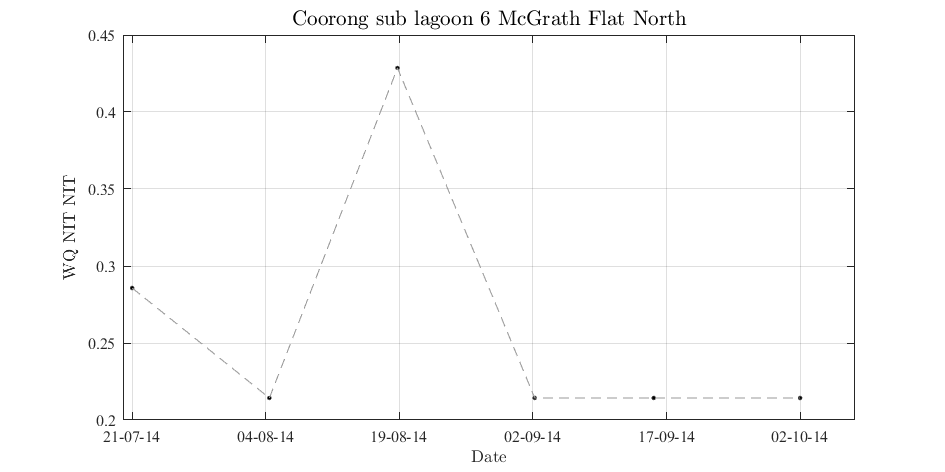 Coorong sub lagoon 6 McGrath Flat North
0.45
0.4
0.35
0.3
0.25
0.2
WQ NIT NIT
21-07-14 04-08-14 19-08-14 02-09-14 17-09-14 02-10-14
Date